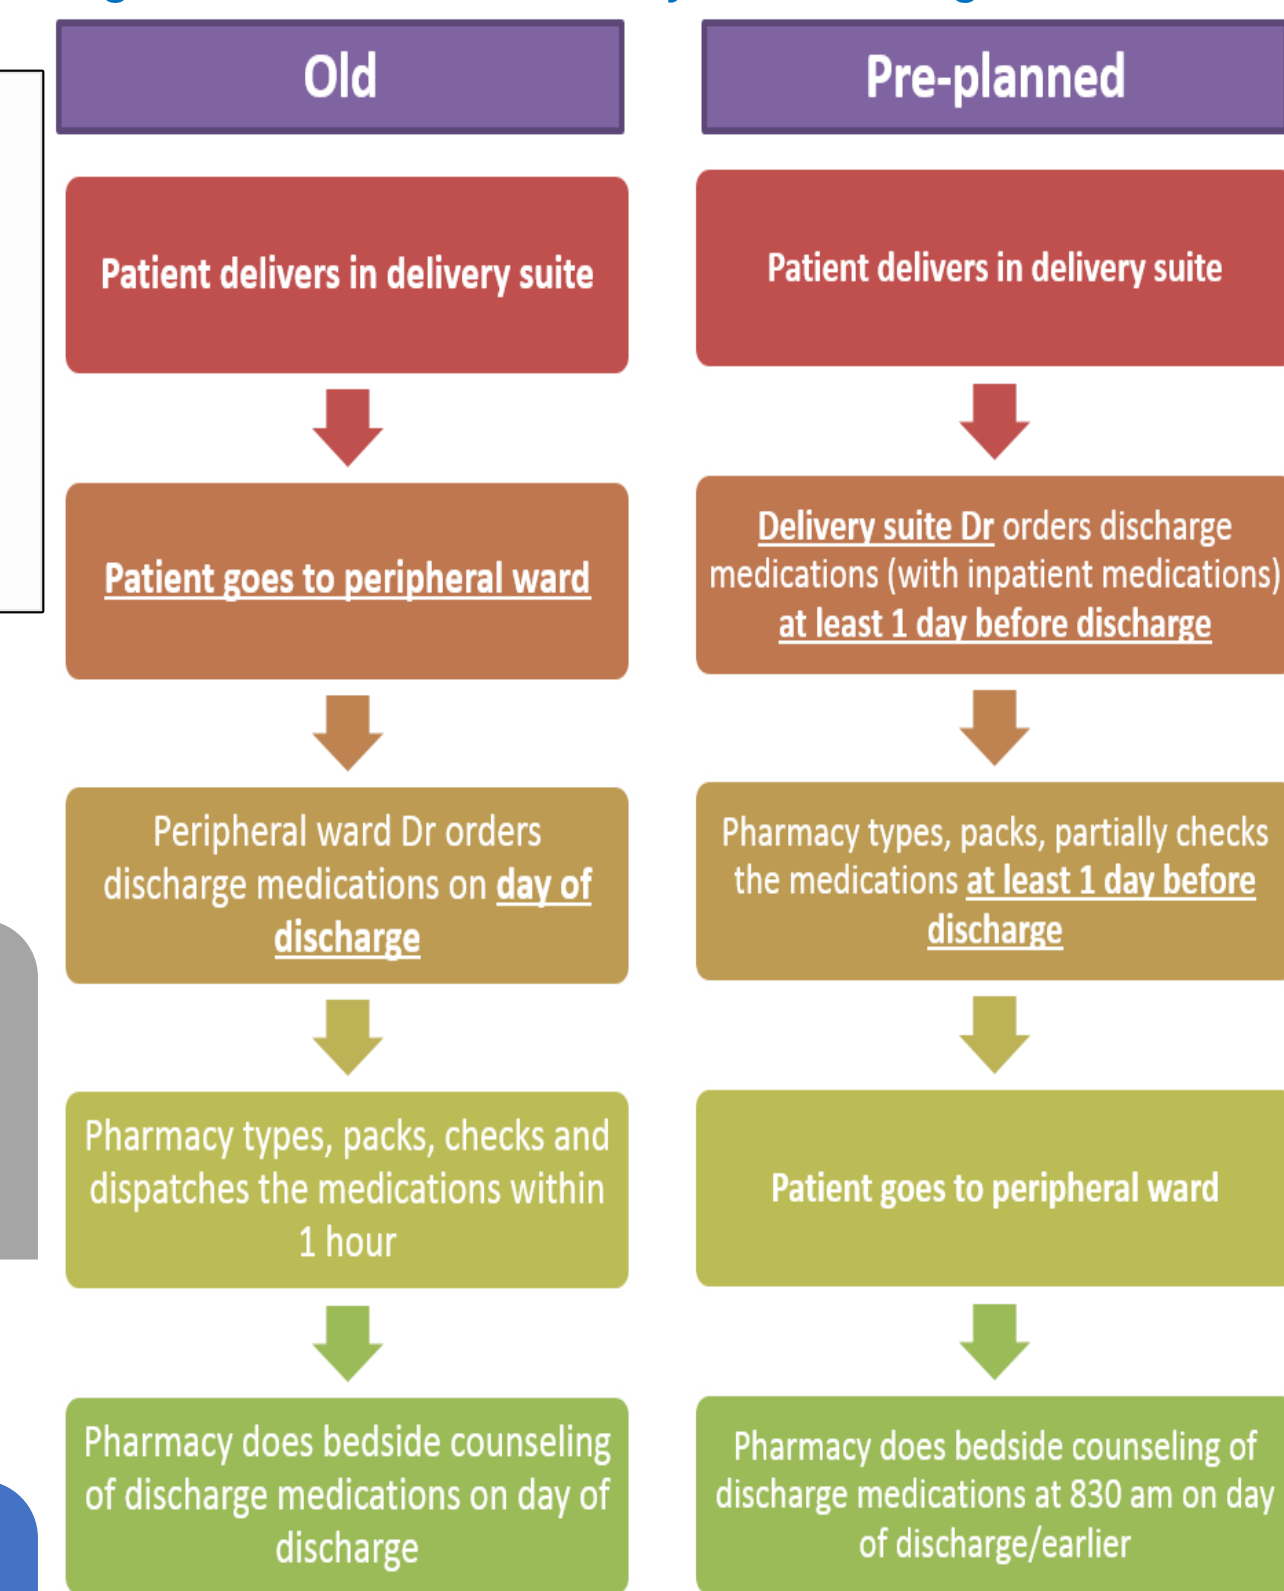 Old
Patient delivers in delivery suite
Patient goes to peripheral ward
Peripheral ward Dr orders
discharge medications on day of
discharge
Pharmacy types, packs, checks and
dispatches the medications within
1 hour
Pharmacy does bedside counseling
of discharge medications on day of
discharge
Pre-planned
Patient delivers in delivery suite
Delivery suite Dr orders discharge
medications (with inpatient medications)
at least 1 day before discharge
Pharmacy types, packs, partially checks
the medications at least 1 day before
discharge
Patient goes to peripheral ward
Pharmacy does bedside counseling of
discharge medications at 830 am on day
of discharge/earlier